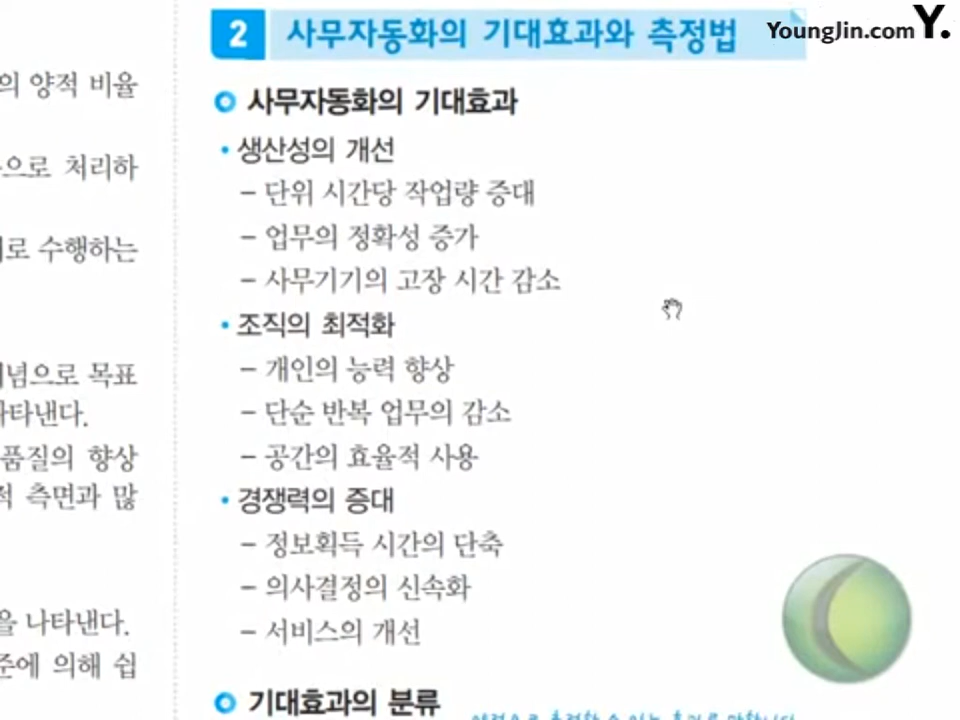 YoungJin.com Y.
2 사무자동화의 기대효과와 측정법
사무자동화의 기대효과
• 생산성의 개선
– 단위 시간당 작업량 증대
– 업무의 정확성 증가
– 사무기기의 고장 시간 감소
• 조직의 최적화
– 개인의 능력 향상
– 단순 반복 업무의 감소
– 공간의 효율적 사용
• 경쟁력의 증대
– 정보획득 시간의 단축
– 의사결정의 신속화
– 서비스의 개선
기대효과의 분류
의 양적 비율
으로 처리하
로 수행하는
념으로 목표
타낸다.
품질의 향상
측면과 많
을 나타낸다.
준에 의해 쉽